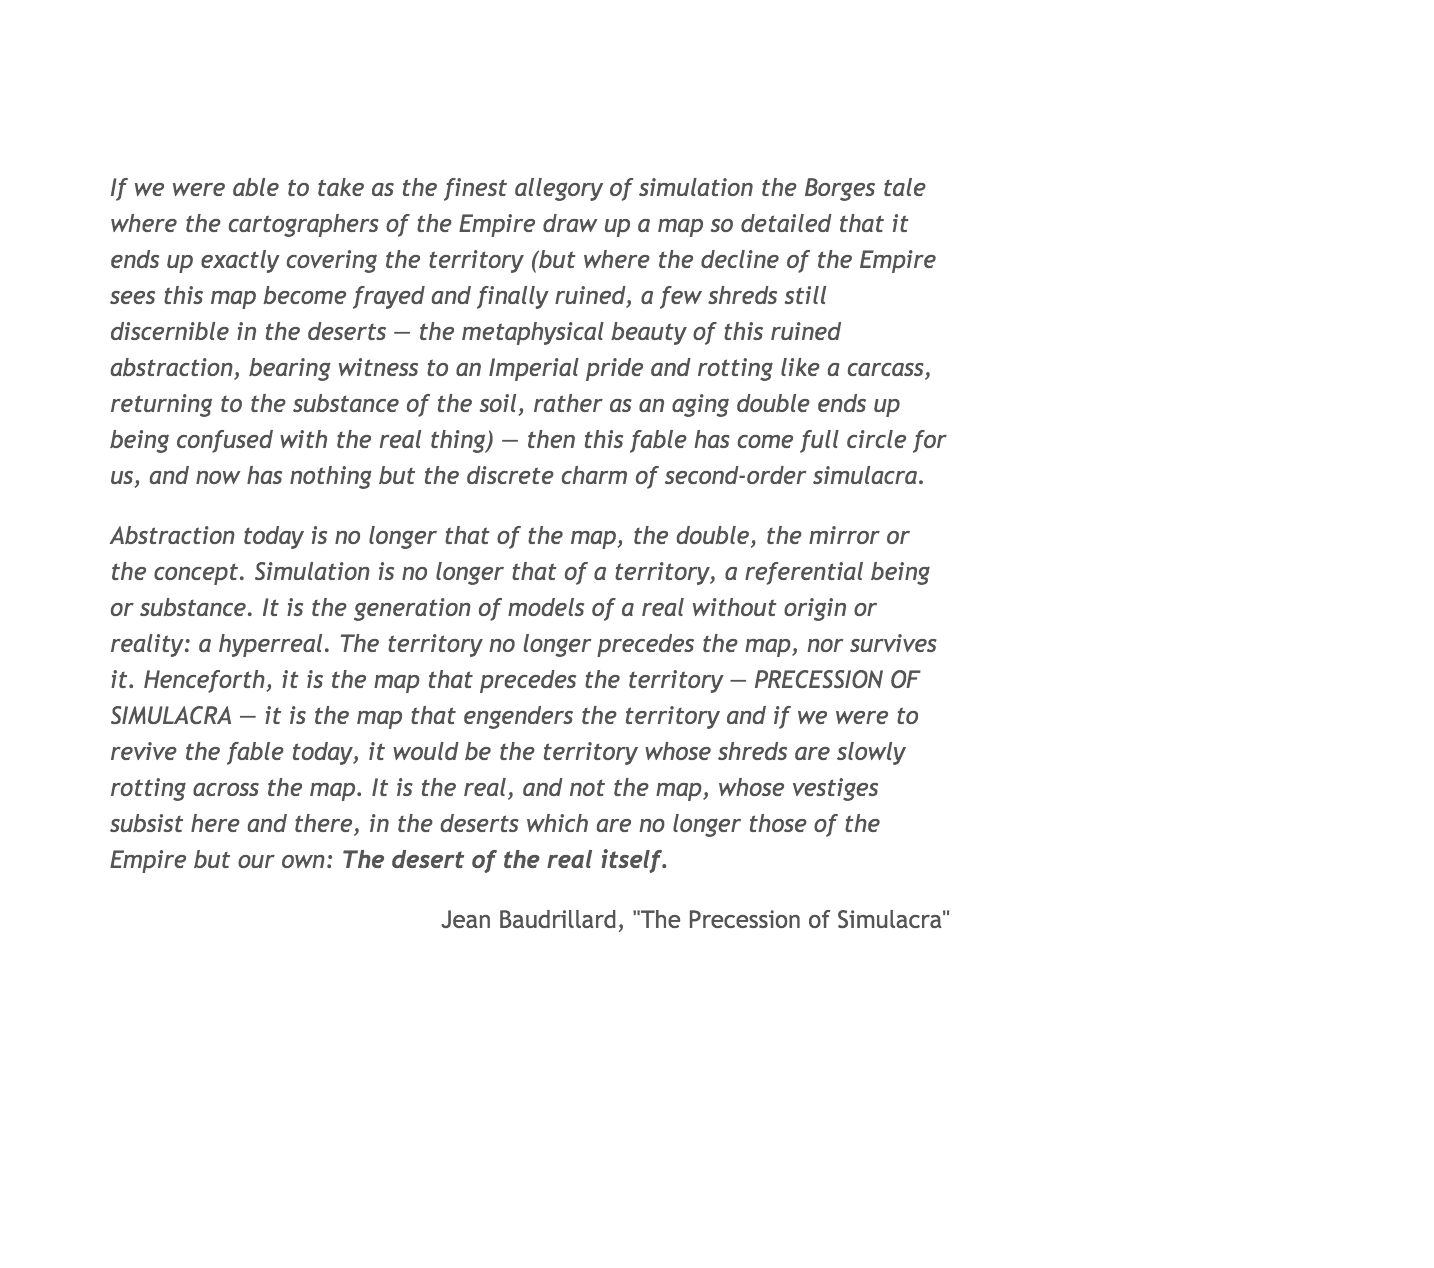 If we were able to take as the finest allegory of simulation the Borges tale
where the cartographers of the Empire draw up a map so detailed that it
ends up exactly covering the territory (but where the decline of the Empire
sees this map become frayed and finally ruined, a few shreds still
discernible in the deserts — the metaphysical beauty of this ruined
abstraction, bearing witness to an Imperial pride and rotting like a carcass,
returning to the substance of the soil, rather as an aging double ends up
being confused with the real thing) — then this fable has come full circle for
us, and now has nothing but the discrete charm of second-order simulacra.
Abstraction today is no longer that of the map, the double, the mirror or
the concept. Simulation is no longer that of a territory, a referential being
or substance. It is the generation of models of a real without origin or
reality: a hyperreal. The territory no longer precedes the map, nor survives
it. Henceforth, it is the map that precedes the territory — PRECESSION OF
SIMULACRA — it is the map that engenders the territory and if we were to
revive the fable today, it would be the territory whose shreds are slowly
rotting across the map. It is the real, and not the map, whose vestiges
subsist here and there, in the deserts which are no longer those of the
Empire but our own: The desert of the real itself.
Jean Baudrillard, "The Precession of Simulacra"